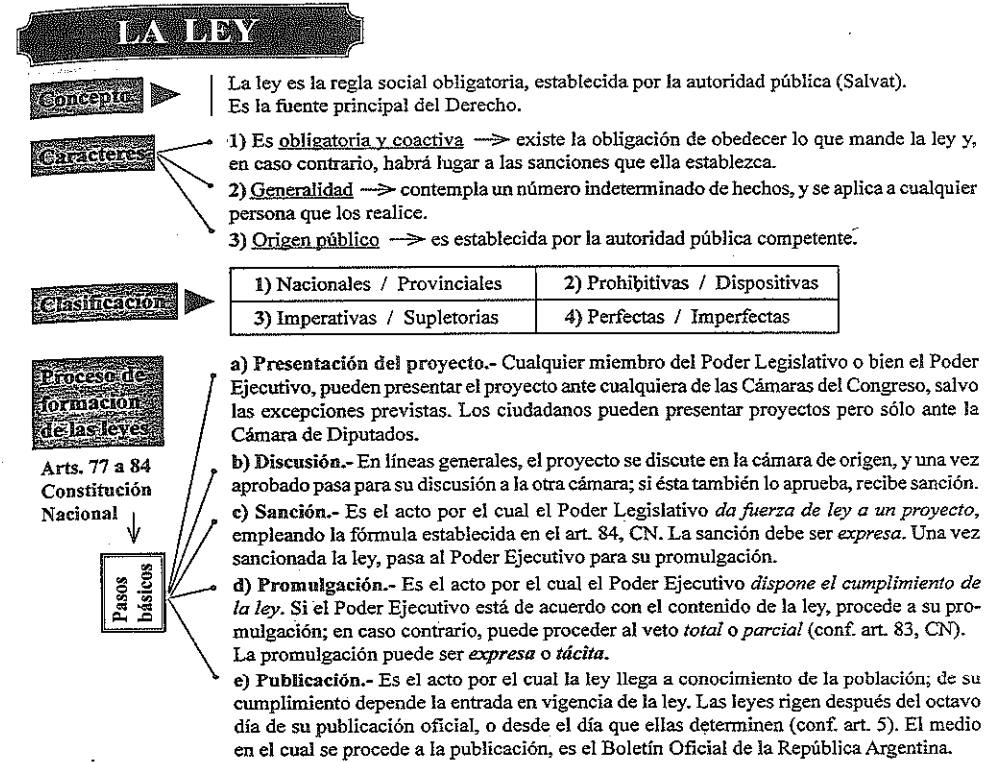 LA LEY
Concepto
La ley es la regla social obligatoria, establecida por la autoridad pública (Salvat).
Es la fuente principal del Derecho.
Caracteres
1) Es obligatoria y coactiva —> existe la obligación de obedecer lo que mande la ley y,
en caso contrario, habrá lugar a las sanciones que ella establezca.
2) Generalidad —> contempla un número indeterminado de hechos, y se aplica a cualquier
persona que los realice.
3) Origen público —> es establecida por la autoridad pública competente.
Clasificación
1) Nacionales / Provinciales
2) Prohibitivas / Dispositivas
3) Imperativas / Supletorias
4) Perfectas / Imperfectas
Proceso de
formación
de las leyes
Arts. 77 a 84
Constitución
Nacional
Pasos
básicos
a) Presentación del proyecto.- Cualquier miembro del Poder Legislativo o bien el Poder
Ejecutivo, pueden presentar el proyecto ante cualquiera de las Cámaras del Congreso, salvo
las excepciones previstas. Los ciudadanos pueden presentar proyectos pero sólo ante la
Cámara de Diputados.
b) Discusión.- En líneas generales, el proyecto se discute en la cámara de origen, y una vez
aprobado pasa para su discusión a la otra cámara; si ésta también lo aprueba, recibe sanción.
c) Sanción.- Es el acto por el cual el Poder Legislativo da fuerza de ley a un proyecto,
empleando la fórmula establecida en el art. 84, CN. La sanción debe ser expresa. Una vez
sancionada la ley, pasa al Poder Ejecutivo para su promulgación.
d) Promulgación.- Es el acto por el cual el Poder Ejecutivo dispone el cumplimiento de
la ley. Si el Poder Ejecutivo está de acuerdo con el contenido de la ley, procede a su pro-
mulgación; en caso contrario, puede proceder al veto total o parcial (conf. art. 83, CN).
La promulgación puede ser expresa o tácita.
e) Publicación.- Es el acto por el cual la ley llega a conocimiento de la población; de su
cumplimiento depende la entrada en vigencia de la ley. Las leyes rigen después del octavo
día de su publicación oficial, o desde el día que ellas determinen (conf. art. 5). El medio
en el cual se procede a la publicación, es el Boletín Oficial de la República Argentina.